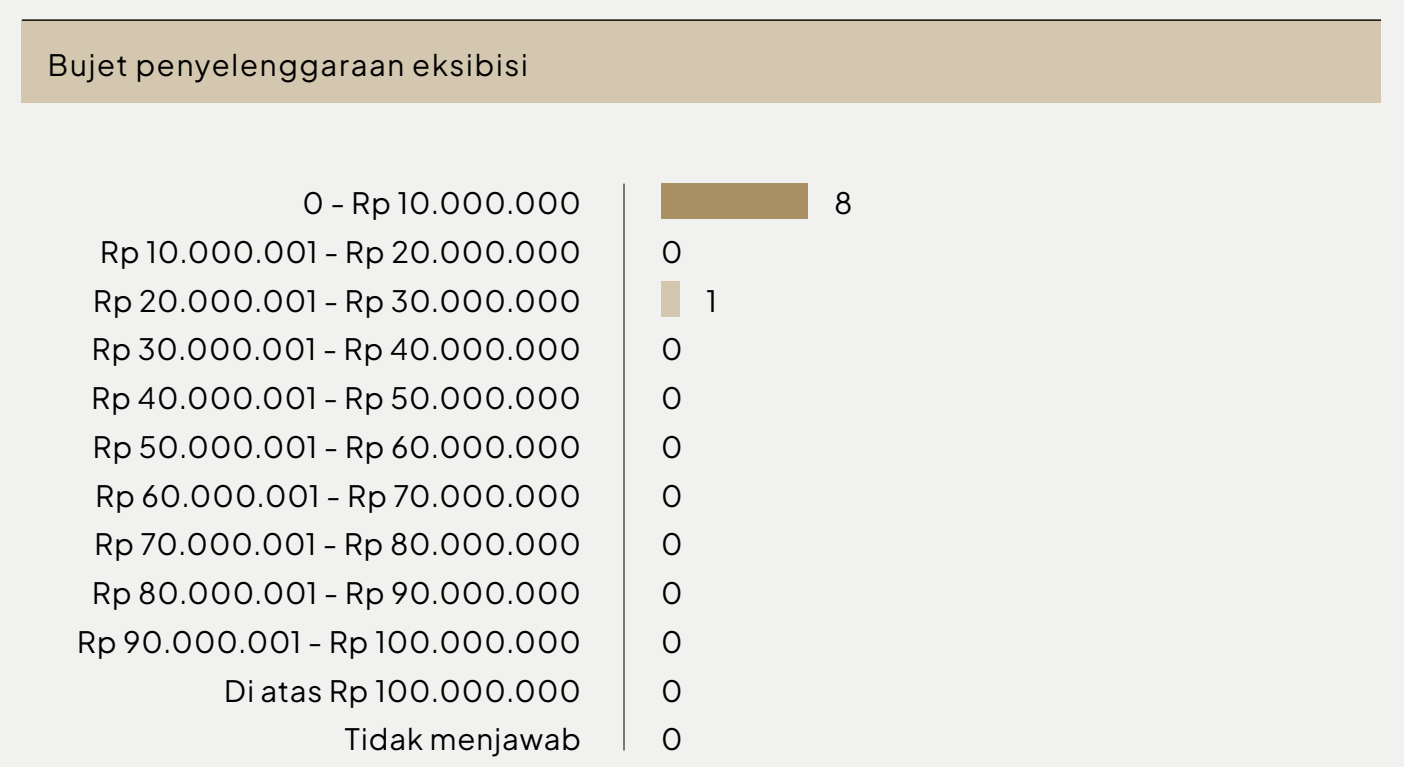 Bujet penyelenggaraan eksibisi
0 - Rp 10.000.000 8
Rp 10.000.001 - Rp 20.000.000 0
Rp 20.000.001 - Rp 30.000.000 1
Rp 30.000.001 - Rp 40.000.000 0
Rp 40.000.001 - Rp 50.000.000 0
Rp 50.000.001 - Rp 60.000.000 0
Rp 60.000.001 - Rp 70.000.000 0
Rp 70.000.001 - Rp 80.000.000 0
Rp 80.000.001 - Rp 90.000.000 0
Rp 90.000.001 - Rp 100.000.000 0
Di atas Rp 100.000.000 0
Tidak menjawab 0